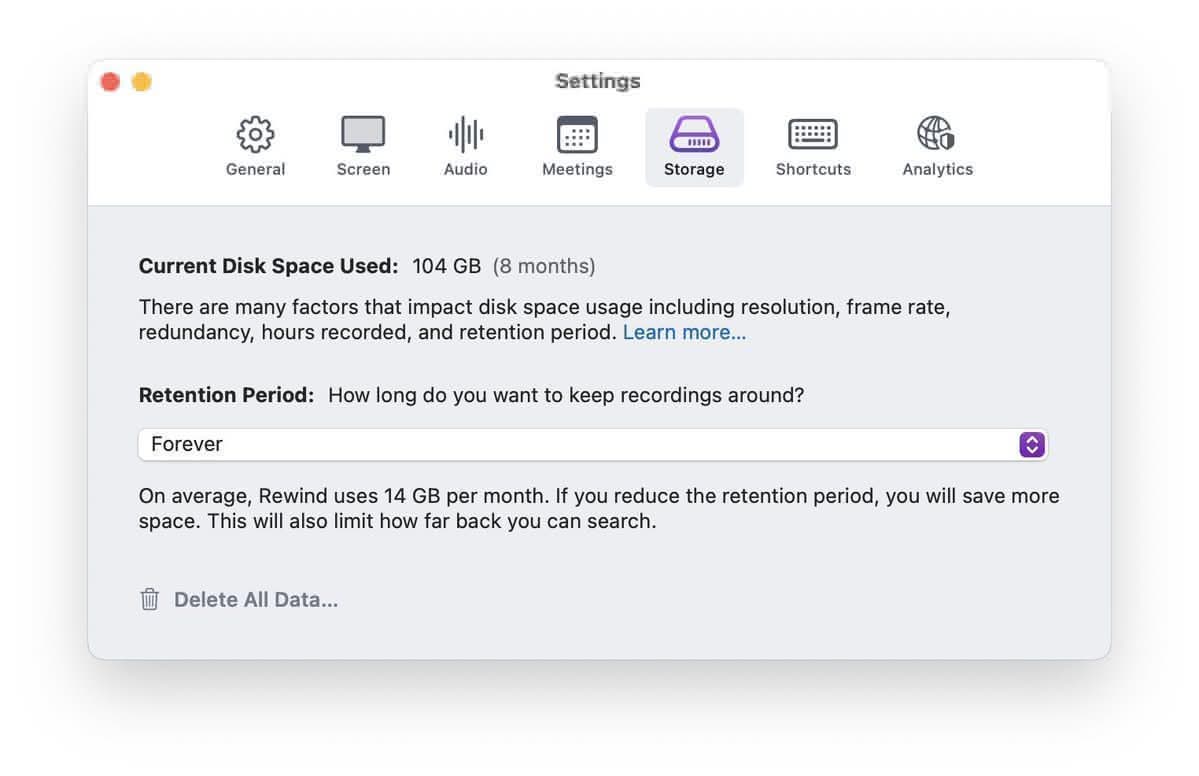 Settings
General Screen Audio Meetings Storage Shortcuts Analytics
Current Disk Space Used: 104 GB (8 months)
There are many factors that impact disk space usage including resolution, frame rate,
redundancy, hours recorded, and retention period. Learn more...
Retention Period: How long do you want to keep recordings around?
Forever
On average, Rewind uses 14 GB per month. If you reduce the retention period, you will save more
space. This will also limit how far back you can search.
Delete All Data...